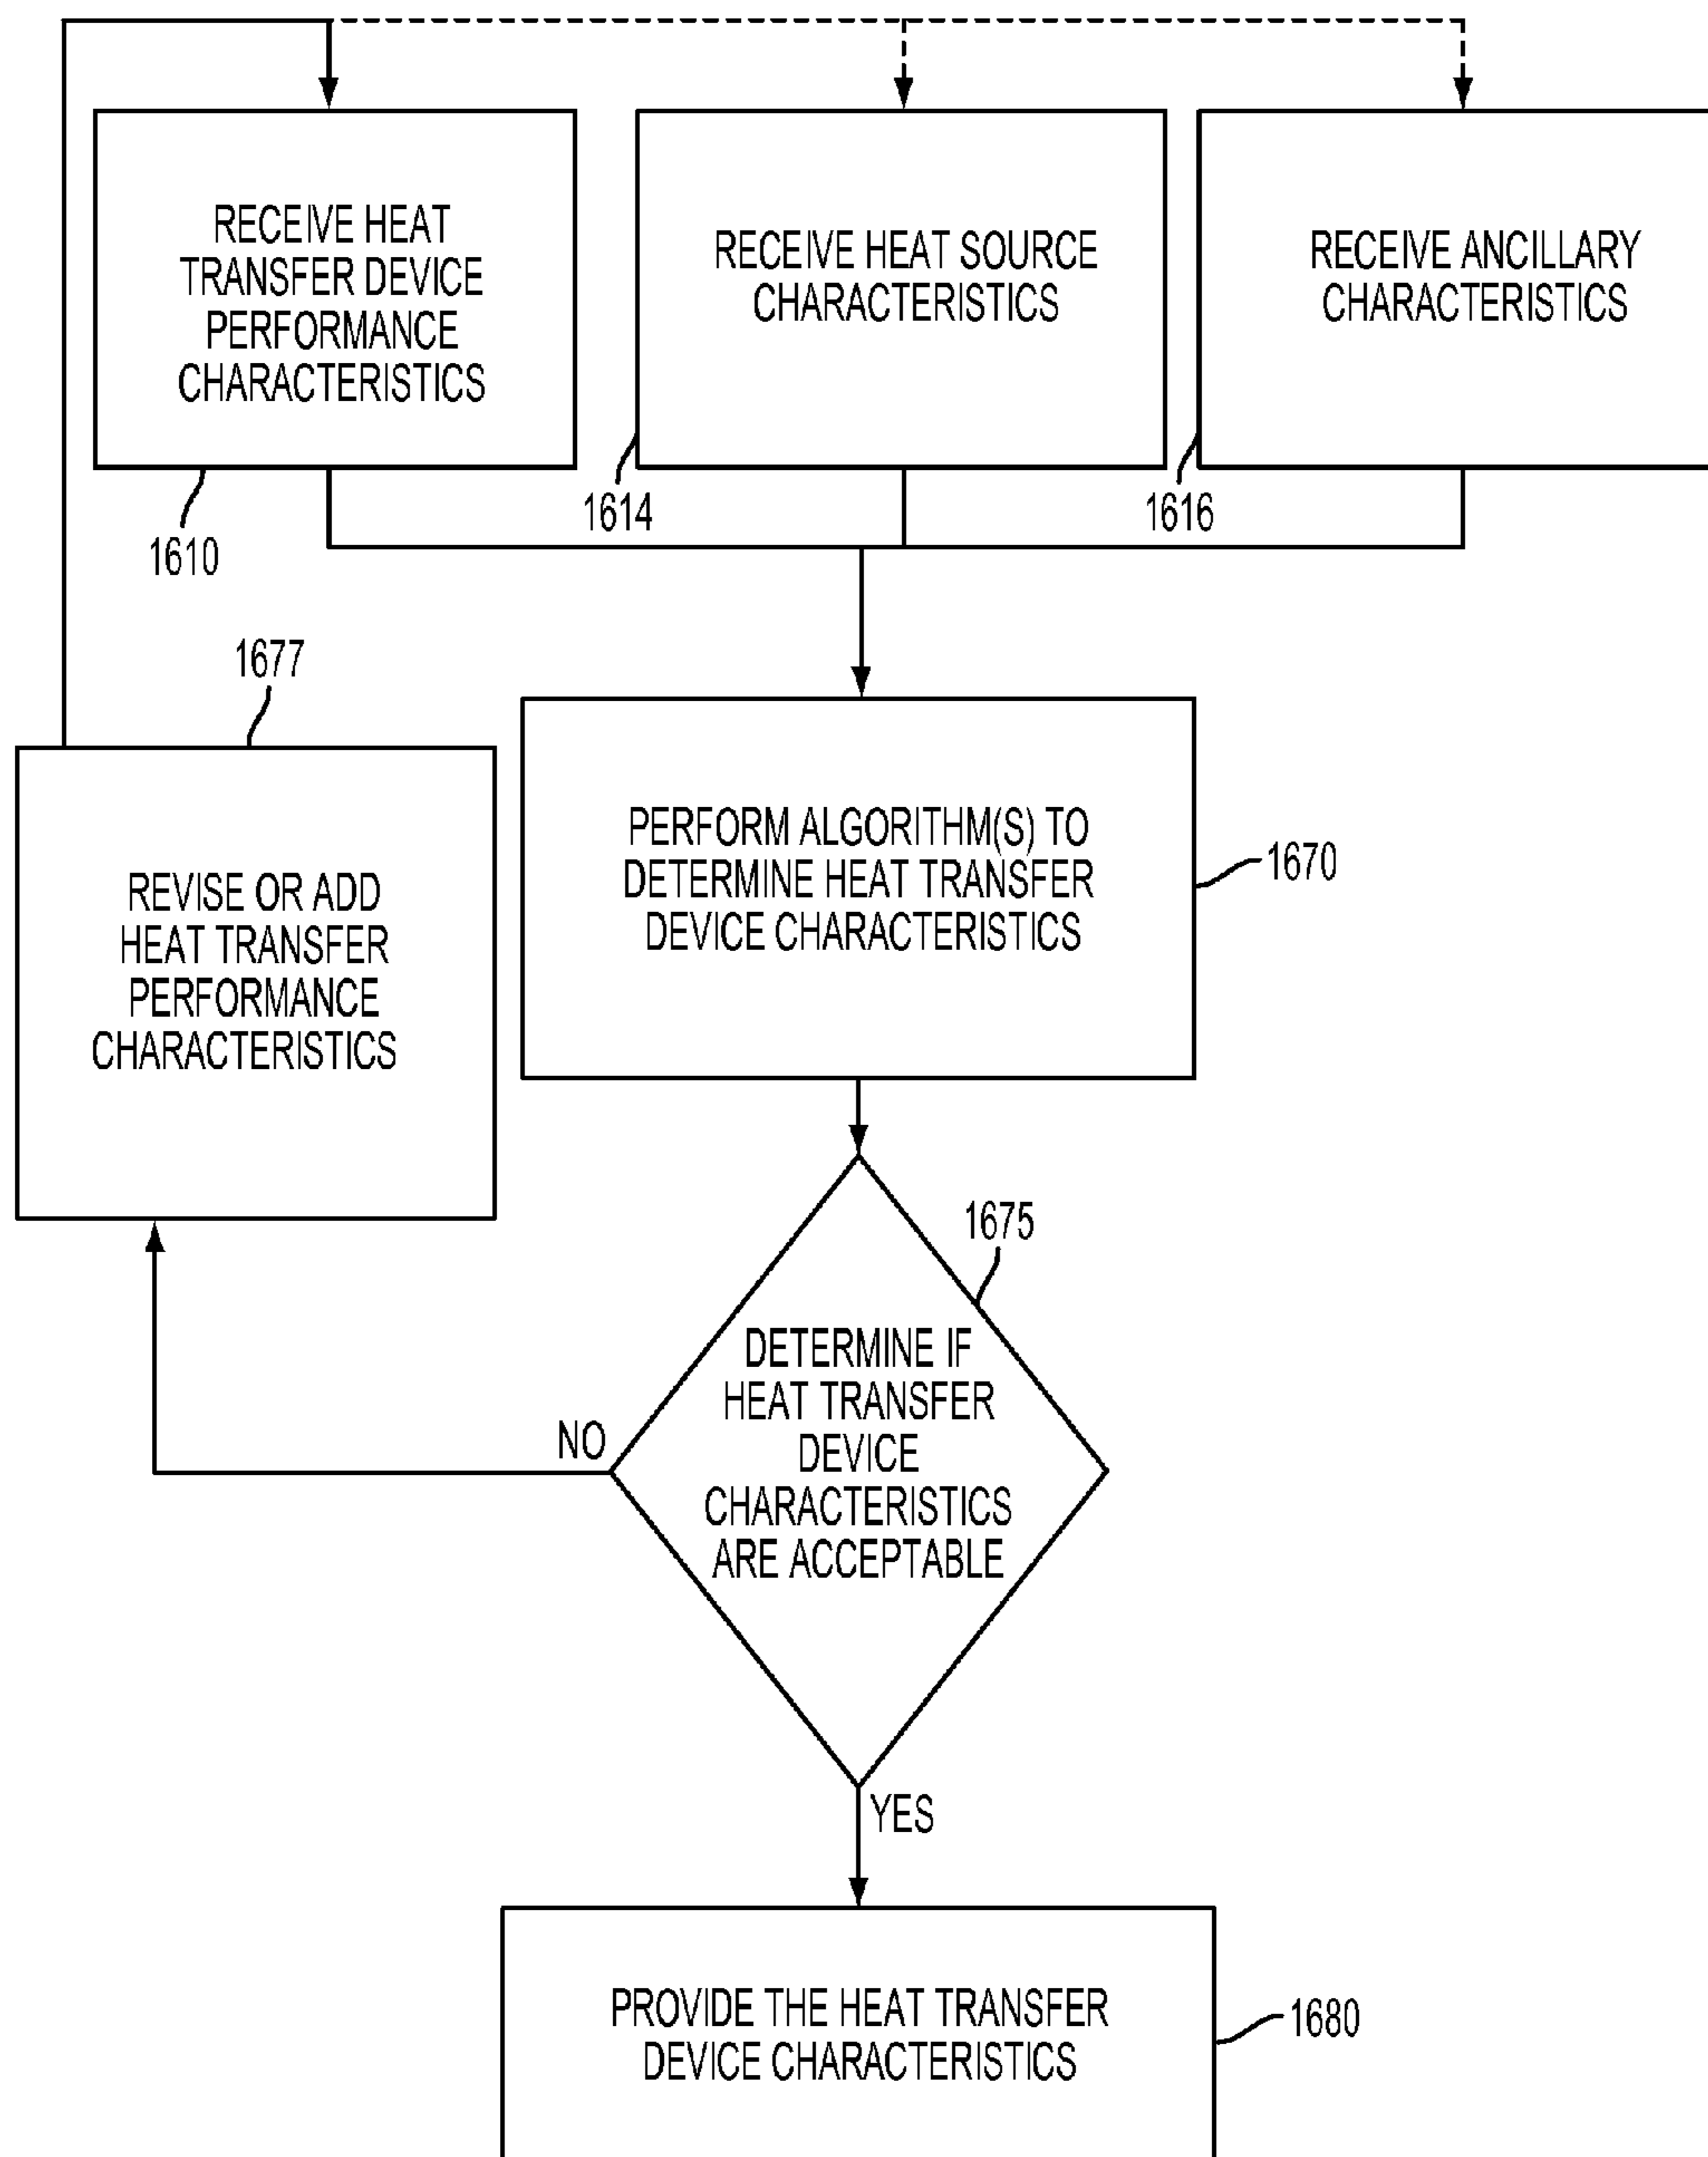 RECEIVE HEAT
TRANSFER DEVICE
PERFORMANCE
CHARACTERISTICS
1610
RECEIVE HEAT SOURCE
CHARACTERISTICS
1614
RECEIVE ANCILLARY
CHARACTERISTICS
1616
1677
REVISE OR ADD
HEAT TRANSFER
PERFORMANCE
CHARACTERISTICS
PERFORM ALGORITHM(S) TO
DETERMINE HEAT TRANSFER
DEVICE CHARACTERISTICS
1670
1675
DETERMINE IF
HEAT TRANSFER
DEVICE
CHARACTERISTICS
ARE ACCEPTABLE
NO
YES
PROVIDE THE HEAT TRANSFER
DEVICE CHARACTERISTICS
1680